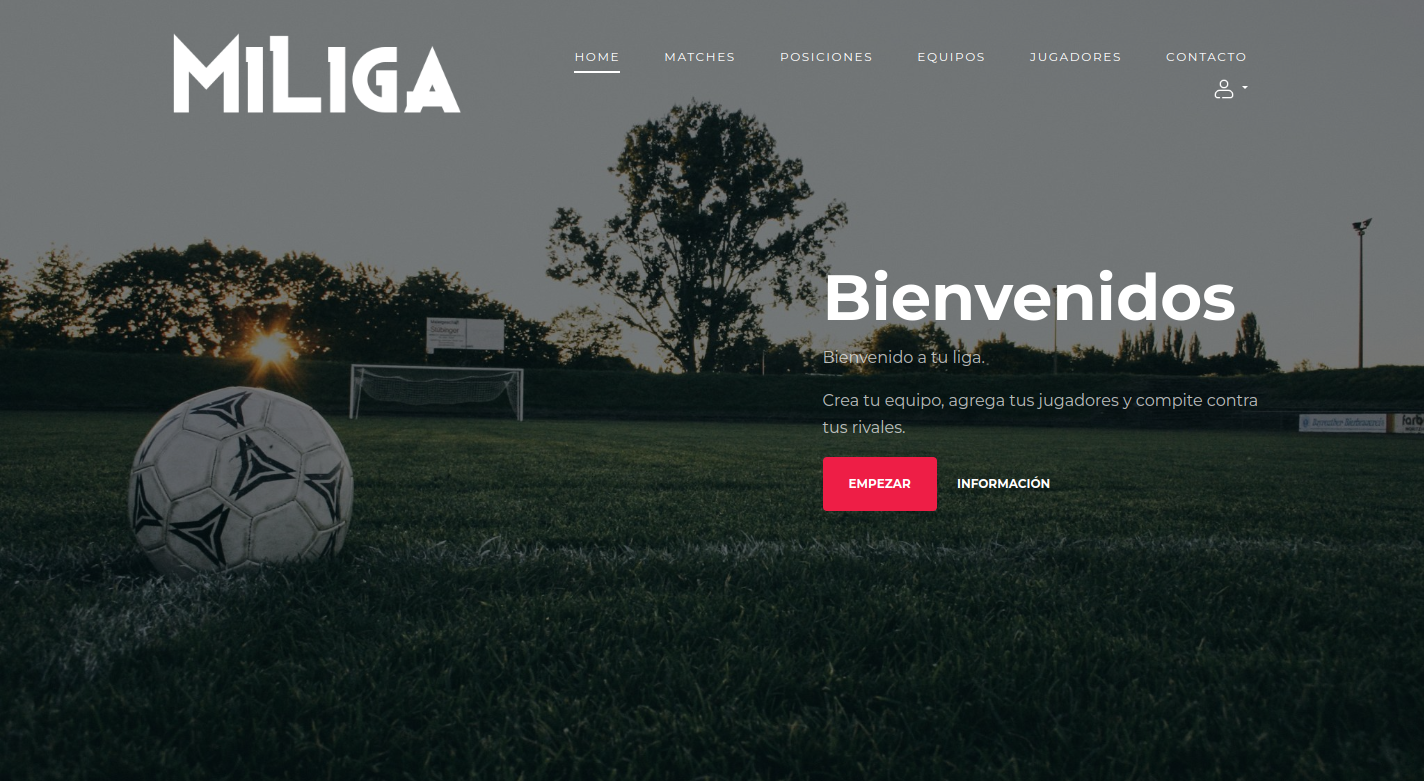 MILIGA
HOME MATCHES POSICIONES EQUIPOS JUGADORES CONTACTO
Bienvenidos
Bienvenido a tu liga.
Crea tu equipo, agrega tus jugadores y compite contra
tus rivales.
EMPEZAR INFORMACIÓN